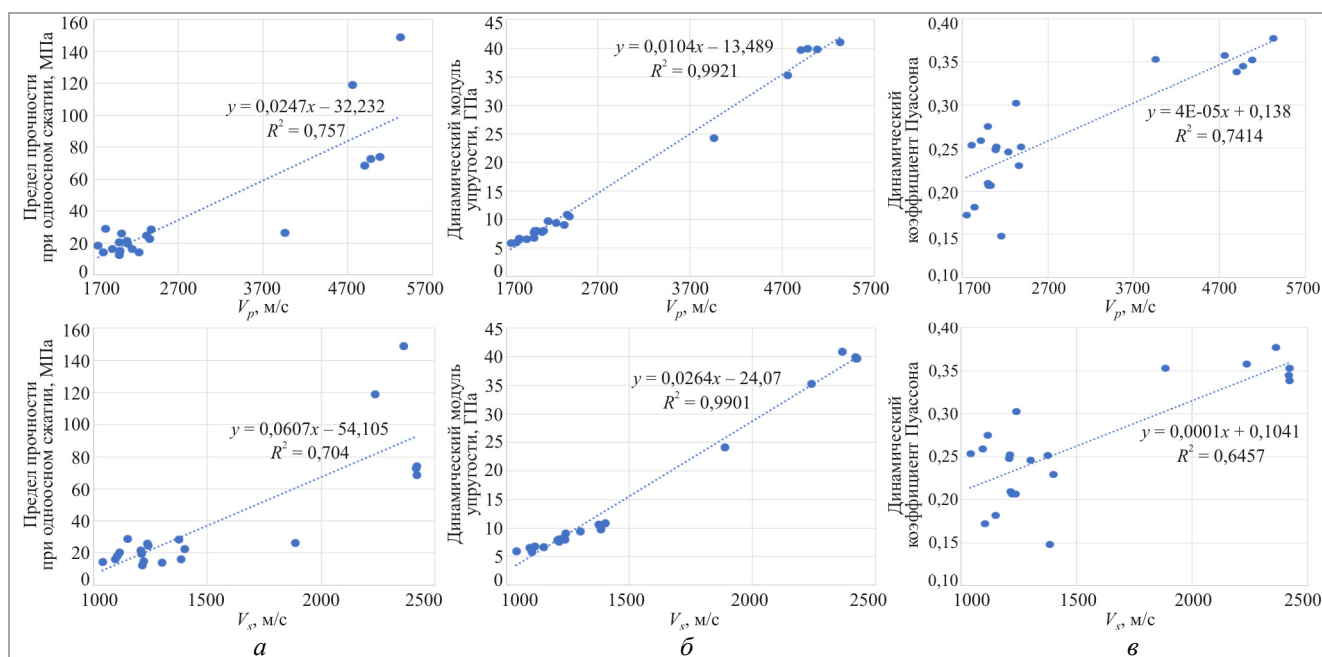 Предел прочности
при одноосном сжатии, МПа
160
140
120
100
80
60
40
20
0
y = 0,0247x – 32,232
R² = 0,757
1700 2700 3700 4700 5700
Vp, м/с
Динамический модуль
упругости, ГПа
45
40
35
30
25
20
15
10
5
0
y = 0,0104x – 13,489
R² = 0,9921
1700 2700 3700 4700 5700
Vp, м/с
Динамический
коэффициент Пуассона
0,40
0,35
0,30
0,25
0,20
0,15
0,10
y = 4E-05x + 0,138
R² = 0,7414
1700 2700 3700 4700 5700
Vp, м/с
Предел прочности
при одноосном сжатии, МПа
160
140
120
100
80
60
40
20
0
y = 0,0607x – 54,105
R² = 0,704
1000 1500 2000 2500
Vs, м/с
а
Динамический модуль
упругости, ГПа
45
40
35
30
25
20
15
10
5
0
y = 0,0264x – 24,07
R² = 0,9901
1000 1500 2000 2500
Vs, м/с
б
Динамический
коэффициент Пуассона
0,40
0,35
0,30
0,25
0,20
0,15
0,10
y = 0,0001x + 0,1041
R² = 0,6457
1000 1500 2000 2500
Vs, м/с
в